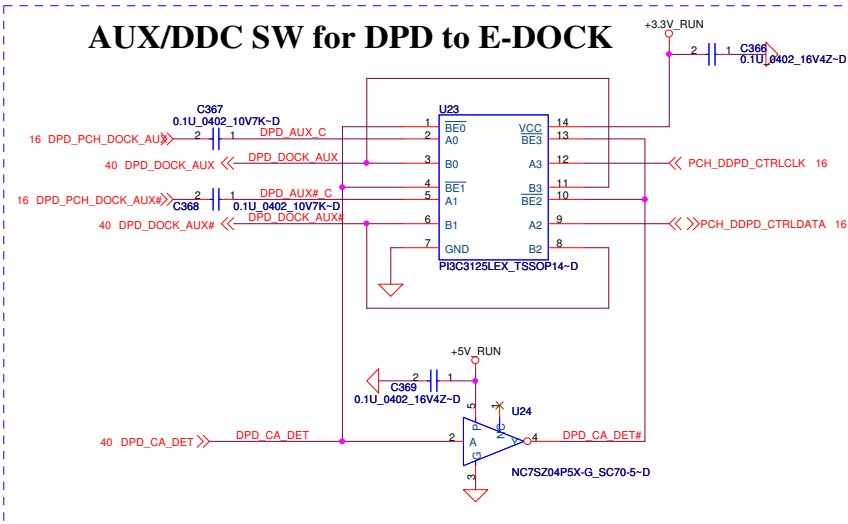 AUX/DDC SW for DPD to E-DOCK
+3.3V_RUN
2 1 C366
0.1U_0402_16V4Z~D
C367
0.1U_0402_10V7K~D
U23
16 DPD_PCH_DOCK_AUX 2 1 DPD_AUX_C
1 BE0 VCC 14
2 A0 BE3 13
40 DPD_DOCK_AUX DPD_DOCK_AUX 3 B0 A3 12 PCH_DDPD_CTRLCLK 16
4 BE1 B3 11
16 DPD_PCH_DOCK_AUX# 2 1 DPD_AUX#_C 5 A1 BE2 10
C368 0.1U_0402_10V7K~D
40 DPD_DOCK_AUX# DPD_DOCK_AUX# 6 B1 A2 9 PCH_DDPD_CTRLDATA 16
7 GND B2 8
PI3C3125LEX_TSSOP14~D
+5V_RUN
2 1
C369
0.1U_0402_16V4Z~D
5 P 1 NC U24
40 DPD_CA_DET DPD_CA_DET 2 A Y 4 DPD_CA_DET#
G 3
NC7SZ04P5X-G_SC70-5~D